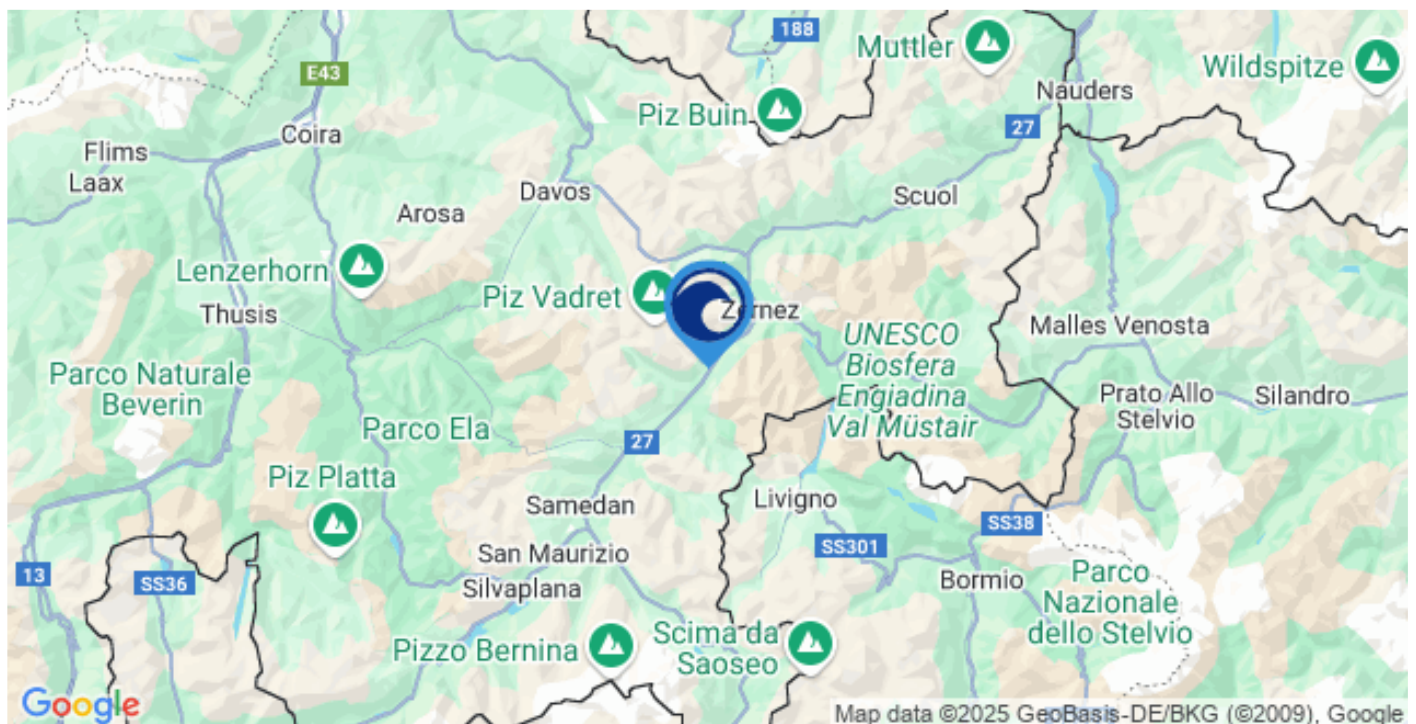 188
Muttler
Wildspitze
E43
Nauders
Piz Buin
27
Coira
Flims
Laax
Davos
Scuol
Arosa
Lenzerhorn
Piz Vadret
Thusis
Zernez
UNESCO
Biosfera
Engiadina
Val Müstair
Malles Venosta
Parco Naturale
Beverin
Prato Allo
Stelvio
Silandro
Parco Ela
27
Piz Platta
Samedan
Livigno
SS38
San Maurizio
SS301
13
SS36
Silvaplana
Bormio
Parco
Nazionale
dello Stelvio
Pizzo Bernina
Scima da
Saoseo
Google
Map data ©2025 GeoBasis-DE/BKG (©2009), Google